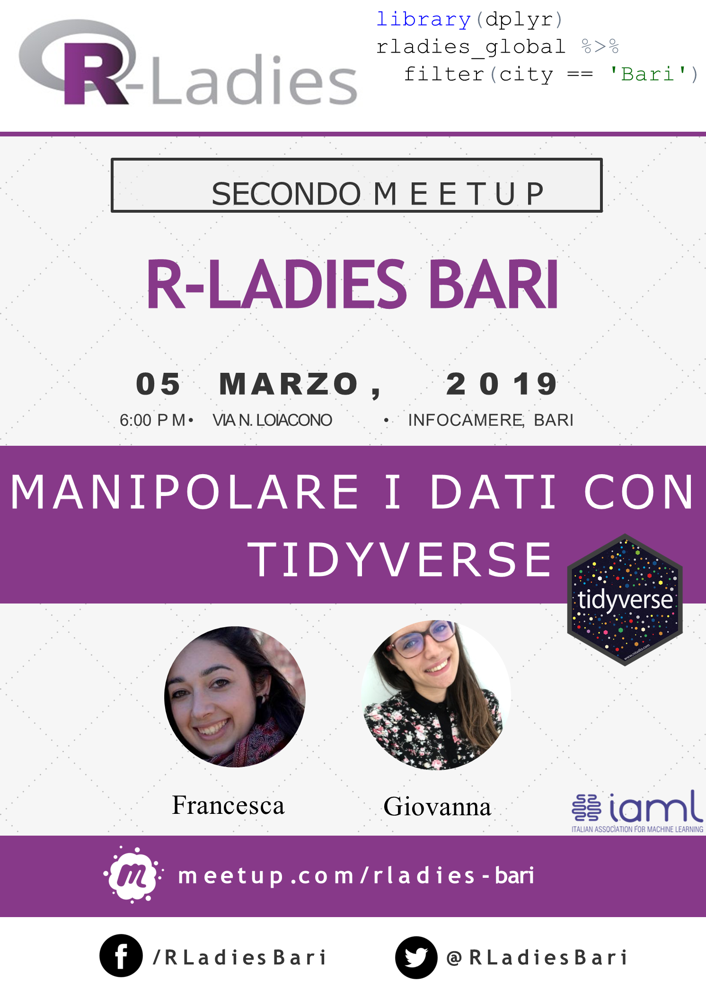 R-Ladies
library(dplyr)
rladies_global %>%
filter(city == 'Bari')
SECONDO MEETUP
R-LADIES BARI
05 MARZO, 2019
6:00 PM • VIA N. LOIACONO • INFOCAMERE, BARI
MANIPOLARE I DATI CON
TIDYVERSE
tidyverse
www.rstudio.com
Francesca
Giovanna
iaml
ITALIAN ASSOCIATION FOR MACHINE LEARNING
m
meetup.com/rladies-bari
f /RLadiesBari
@RLadiesBari